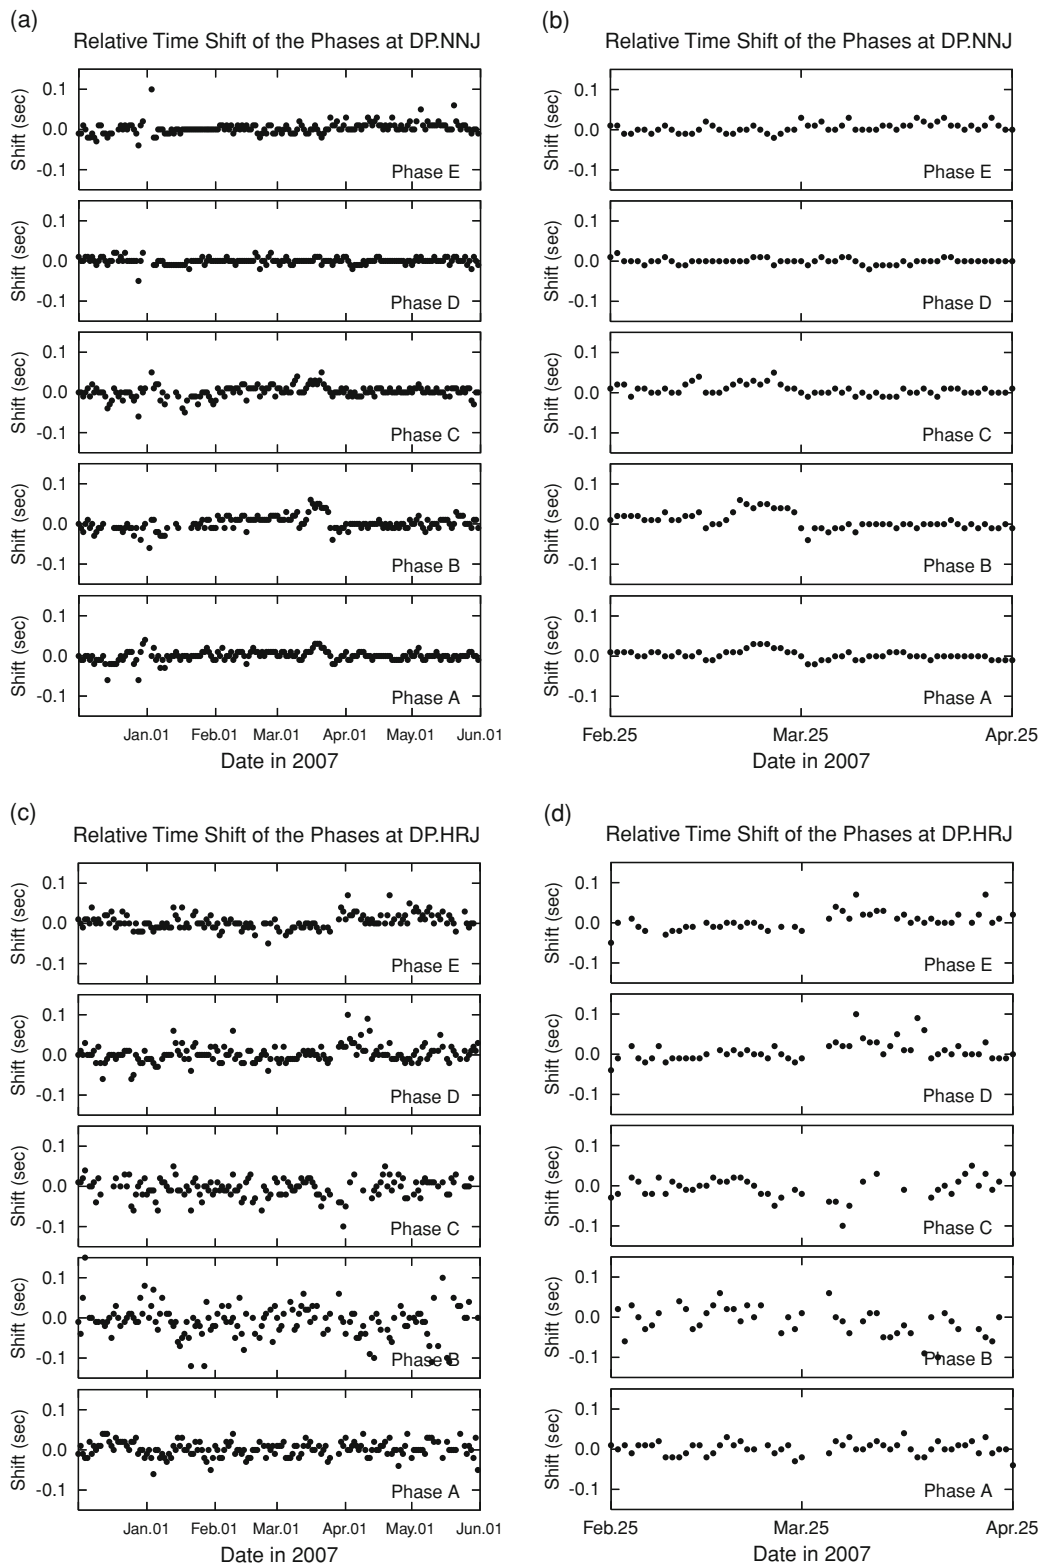 (a)
Relative Time Shift of the Phases at DP.NNJ
0.1
0.0
-0.1
Shift (sec)
Phase E
0.1
0.0
-0.1
Shift (sec)
Phase D
0.1
0.0
-0.1
Shift (sec)
Phase C
0.1
0.0
-0.1
Shift (sec)
Phase B
0.1
0.0
-0.1
Shift (sec)
Phase A
Jan.01 Feb.01 Mar.01 Apr.01 May.01 Jun.01
Date in 2007
(b)
Relative Time Shift of the Phases at DP.NNJ
0.1
0.0
-0.1
Shift (sec)
Phase E
0.1
0.0
-0.1
Shift (sec)
Phase D
0.1
0.0
-0.1
Shift (sec)
Phase C
0.1
0.0
-0.1
Shift (sec)
Phase B
0.1
0.0
-0.1
Shift (sec)
Phase A
Feb.25 Mar.25 Apr.25
Date in 2007
(c)
Relative Time Shift of the Phases at DP.HRJ
0.1
0.0
-0.1
Shift (sec)
Phase E
0.1
0.0
-0.1
Shift (sec)
Phase D
0.1
0.0
-0.1
Shift (sec)
Phase C
0.1
0.0
-0.1
Shift (sec)
Phase B
0.1
0.0
-0.1
Shift (sec)
Phase A
Jan.01 Feb.01 Mar.01 Apr.01 May.01 Jun.01
Date in 2007
(d)
Relative Time Shift of the Phases at DP.HRJ
0.1
0.0
-0.1
Shift (sec)
Phase E
0.1
0.0
-0.1
Shift (sec)
Phase D
0.1
0.0
-0.1
Shift (sec)
Phase C
0.1
0.0
-0.1
Shift (sec)
Phase B
0.1
0.0
-0.1
Shift (sec)
Phase A
Feb.25 Mar.25 Apr.25
Date in 2007